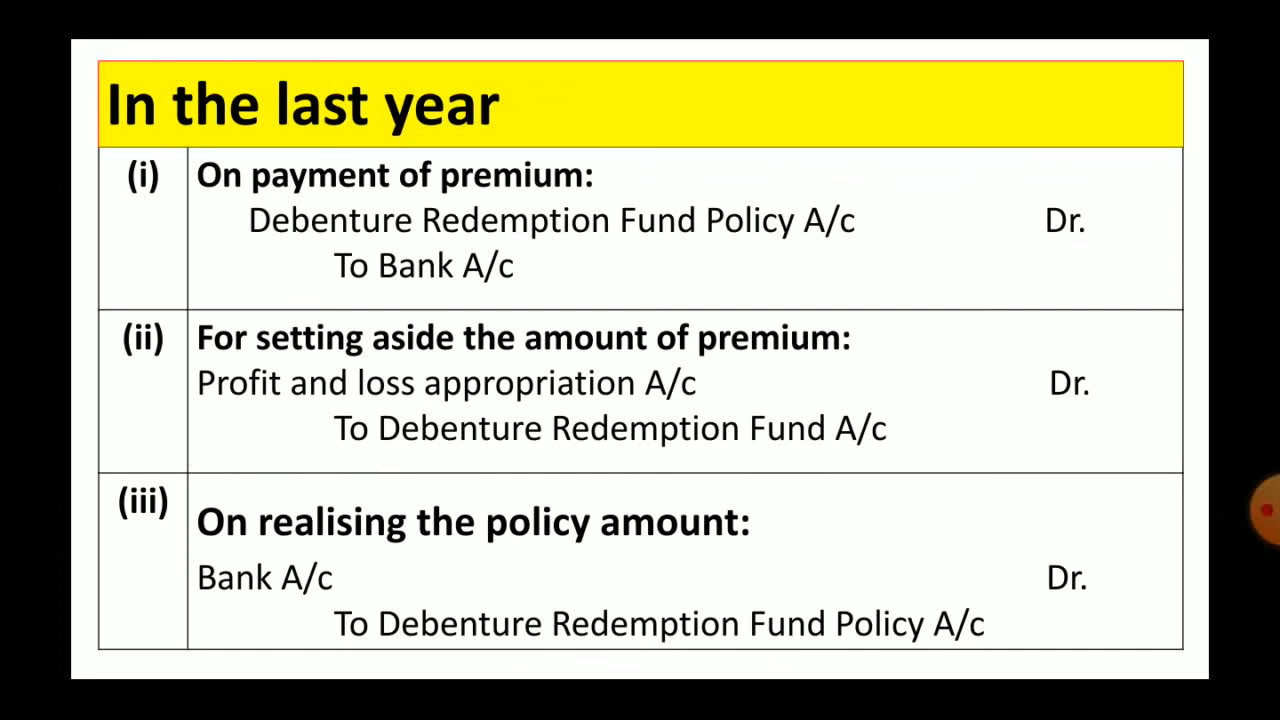 In the last year
(i) On payment of premium:
Debenture Redemption Fund Policy A/c Dr.
To Bank A/c
(ii) For setting aside the amount of premium:
Profit and loss appropriation A/c Dr.
To Debenture Redemption Fund A/c
(iii) On realising the policy amount:
Bank A/c Dr.
To Debenture Redemption Fund Policy A/c